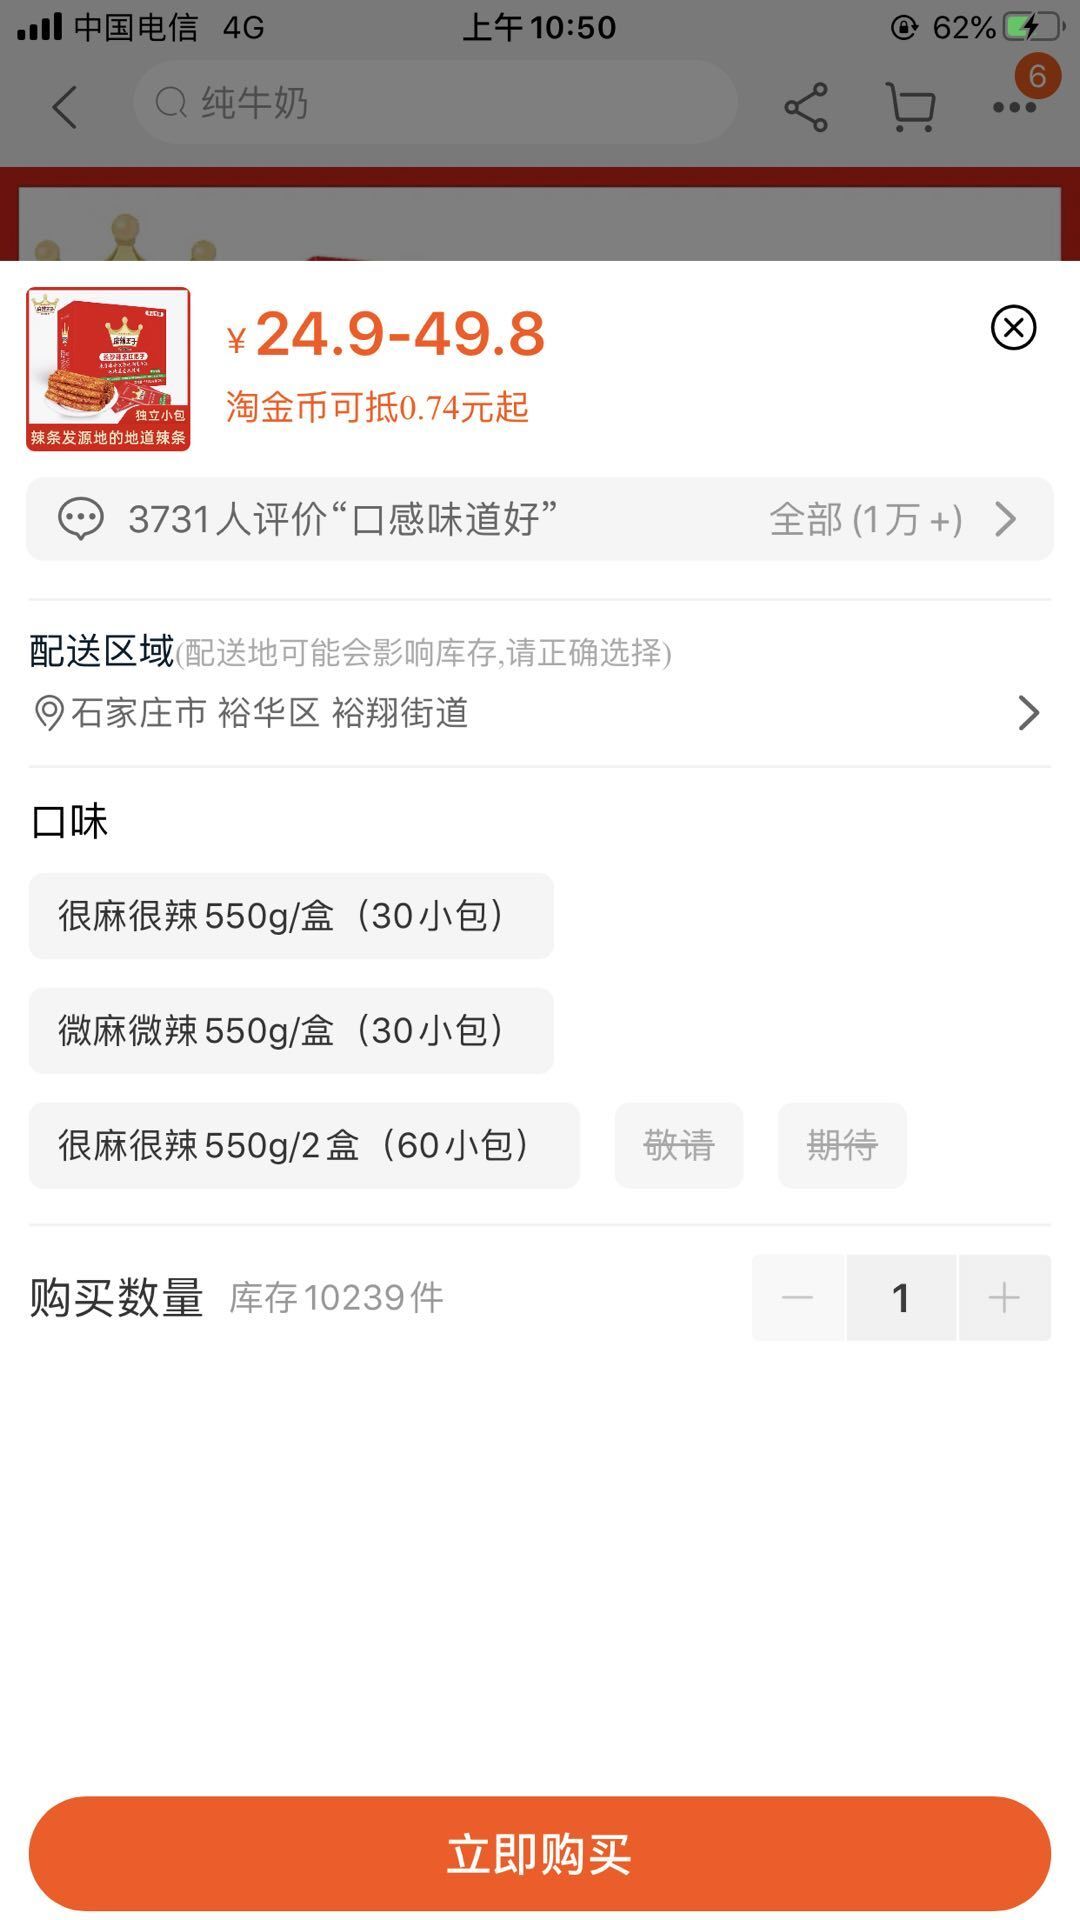 中国电信 4G 上午10:50 62%
纯牛奶
6
麻辣王子
麻辣王子
独立小包
辣条发源地的地道辣条
¥24.9-49.8
淘金币可抵0.74元起
3731人评价“口感味道好” 全部(1万+)
配送区域(配送地可能会影响库存,请正确选择)
石家庄市 裕华区 裕翔街道
口味
很麻很辣550g/盒（30小包）
微麻微辣550g/盒（30小包）
很麻很辣550g/2盒（60小包） 敬请 期待
购买数量 库存10239件 1
立即购买